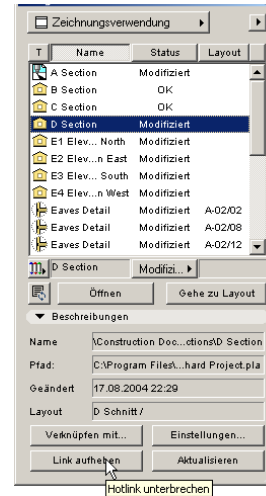 Zeichnungsverwendung
T Name Status Layout
A Section Modifiziert
B Section OK
C Section OK
D Section Modifiziert
E1 Elev... North Modifiziert
E2 Elev...n East Modifiziert
E3 Elev... South Modifiziert
E4 Elev...n West Modifiziert
Eaves Detail Modifiziert A-02/02
Eaves Detail Modifiziert A-02/08
Eaves Detail Modifiziert A-02/12
D Section Modifizi...
Öffnen Gehe zu Layout
Beschreibungen
Name \Construction Doc...ctions\D Section
Pfad: C:\Program Files\...hard Project.pla
Geändert 17.08.2004 22:29
Layout D Schnitt /
Verknüpfen mit... Einstellungen...
Link aufheben Aktualisieren
Hotlink unterbrechen